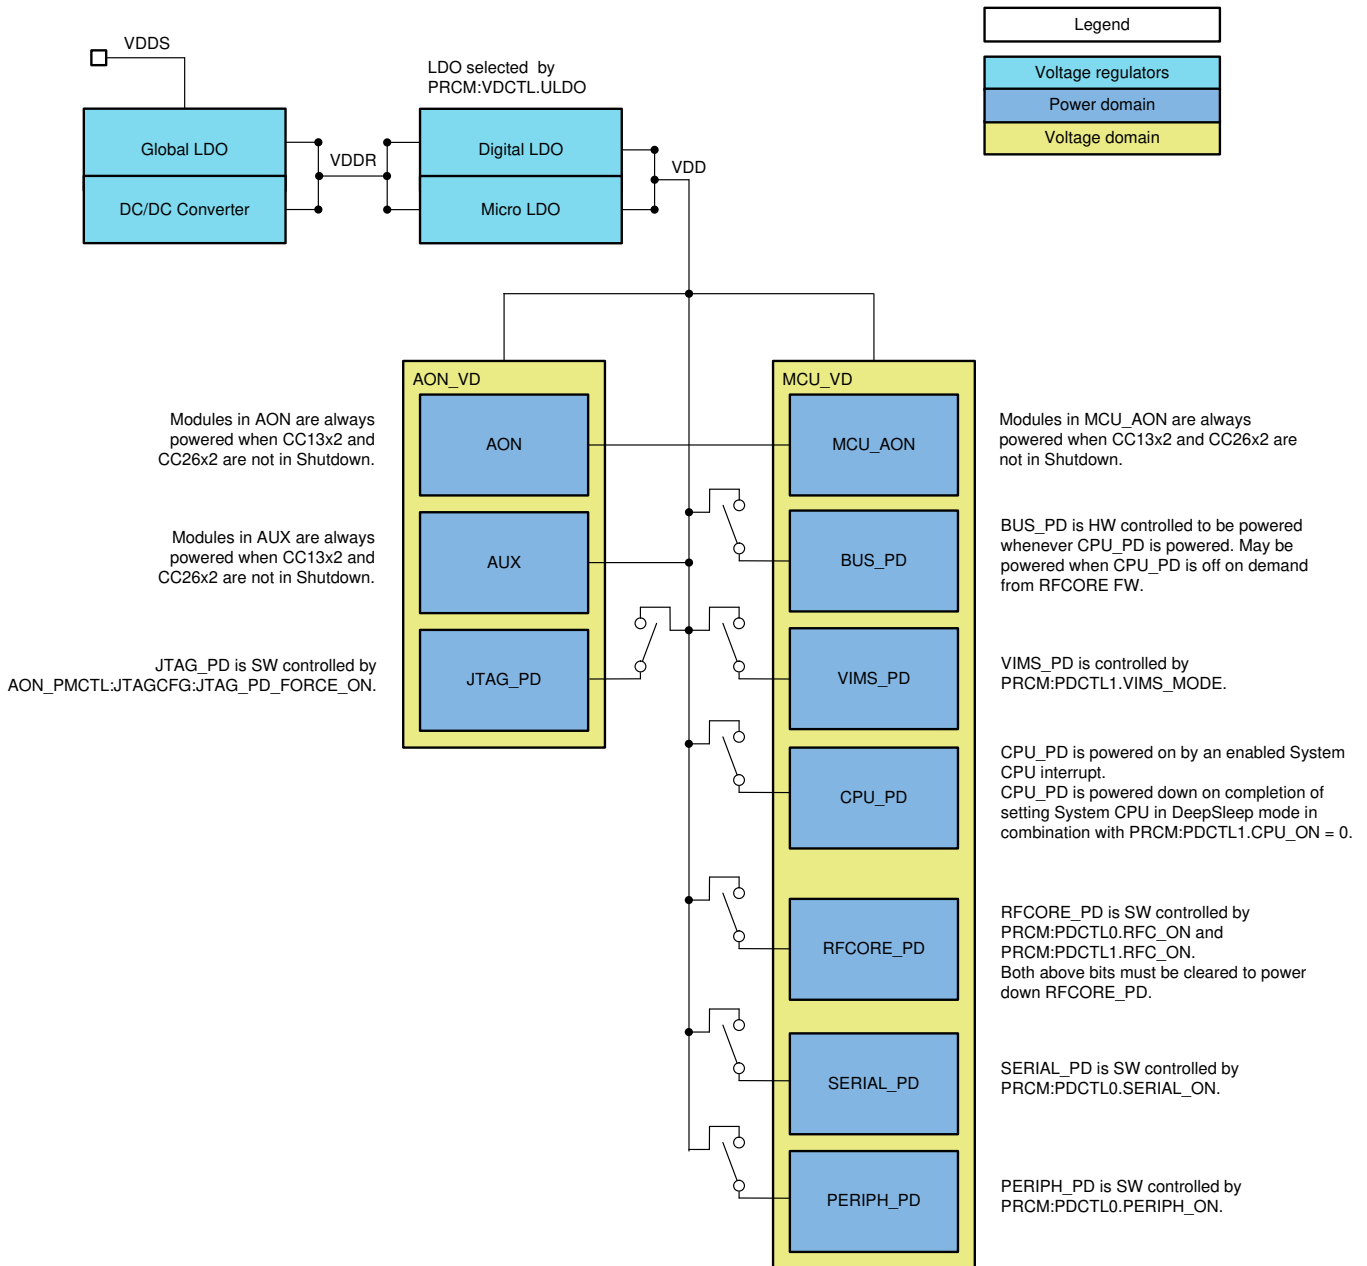 Legend
Voltage regulators
Power domain
Voltage domain
VDDS
LDO selected by
PRCM:VDCTL.ULDO
Global LDO
DC/DC Converter
VDDR
Digital LDO
Micro LDO
VDD
AON_VD
MCU_VD
Modules in AON are always
powered when CC13x2 and
CC26x2 are not in Shutdown.
AON
MCU_AON
Modules in MCU_AON are always
powered when CC13x2 and CC26x2 are
not in Shutdown.
Modules in AUX are always
powered when CC13x2 and
CC26x2 are not in Shutdown.
AUX
BUS_PD
BUS_PD is HW controlled to be powered
whenever CPU_PD is powered. May be
powered when CPU_PD is off on demand
from RFCORE FW.
JTAG_PD is SW controlled by
AON_PMCTL:JTAGCFG:JTAG_PD_FORCE_ON.
JTAG_PD
VIMS_PD
VIMS_PD is controlled by
PRCM:PDCTL1.VIMS_MODE.
CPU_PD
CPU_PD is powered on by an enabled System
CPU interrupt.
CPU_PD is powered down on completion of
setting System CPU in DeepSleep mode in
combination with PRCM:PDCTL1.CPU_ON = 0.
RFCORE_PD
RFCORE_PD is SW controlled by
PRCM:PDCTL0.RFC_ON and
PRCM:PDCTL1.RFC_ON.
Both above bits must be cleared to power
down RFCORE_PD.
SERIAL_PD
SERIAL_PD is SW controlled by
PRCM:PDCTL0.SERIAL_ON.
PERIPH_PD
PERIPH_PD is SW controlled by
PRCM:PDCTL0.PERIPH_ON.